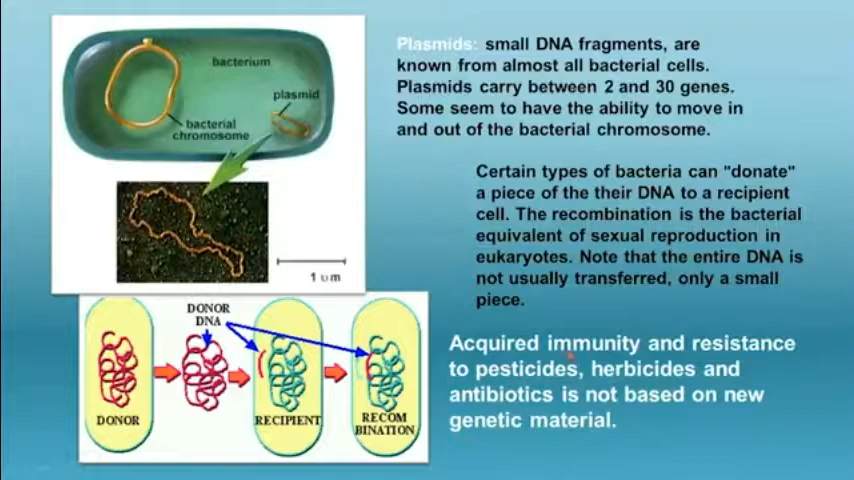 bacterium
plasmid
bacterial
chromosome
1 υm
Plasmids: small DNA fragments, are
known from almost all bacterial cells.
Plasmids carry between 2 and 30 genes.
Some seem to have the ability to move in
and out of the bacterial chromosome.
Certain types of bacteria can "donate"
a piece of the their DNA to a recipient
cell. The recombination is the bacterial
equivalent of sexual reproduction in
eukaryotes. Note that the entire DNA is
not usually transferred, only a small
piece.
DONOR
DNA
DONOR
RECIPIENT
RECOM
BINATION
Acquired immunity and resistance
to pesticides, herbicides and
antibiotics is not based on new
genetic material.